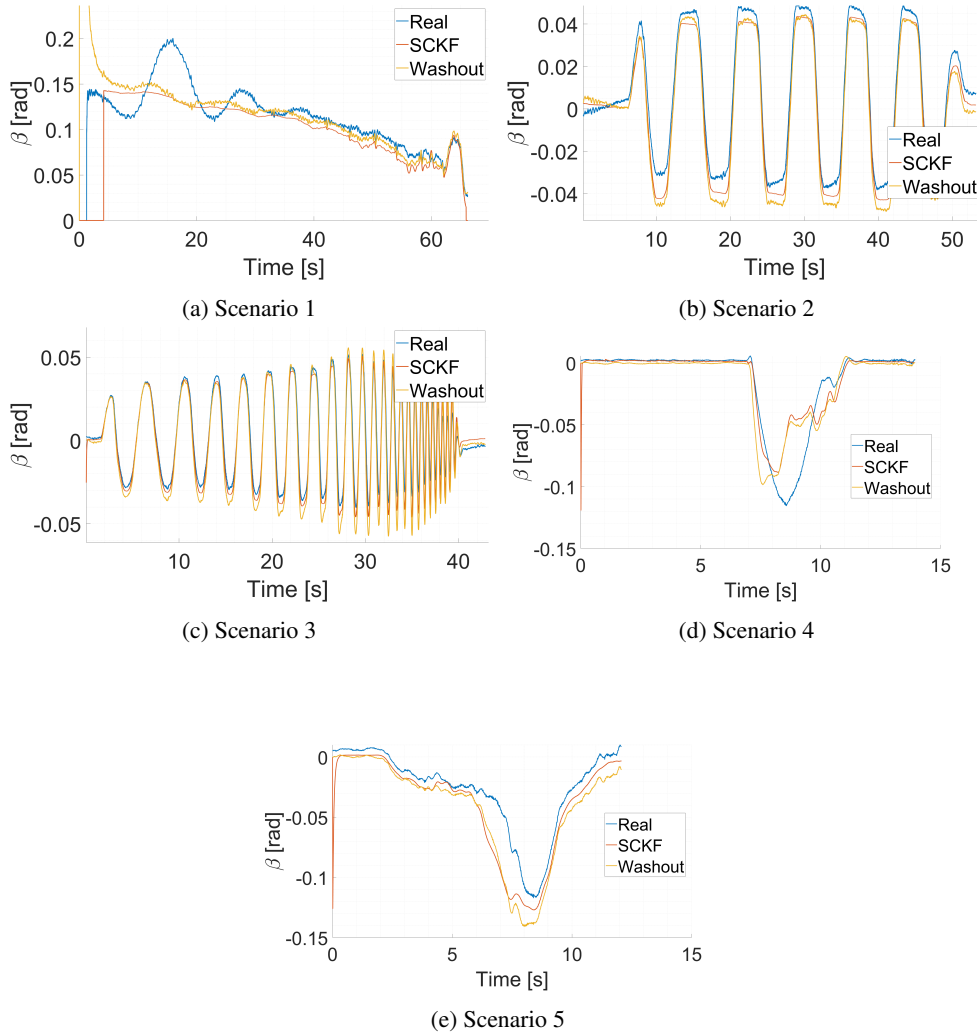 0.2
0.15
0.1
0.05
0
β [rad]
0 20 40 60
Time [s]
Real
SCKF
Washout
(a) Scenario 1
0.04
0.02
0
-0.02
-0.04
β [rad]
10 20 30 40 50
Time [s]
Real
SCKF
Washout
(b) Scenario 2
0.05
0
-0.05
β [rad]
10 20 30 40
Time [s]
Real
SCKF
Washout
(c) Scenario 3
0
-0.05
-0.1
-0.15
β [rad]
0 5 10 15
Time [s]
Real
SCKF
Washout
(d) Scenario 4
0
-0.05
-0.1
-0.15
β [rad]
0 5 10 15
Time [s]
Real
SCKF
Washout
(e) Scenario 5